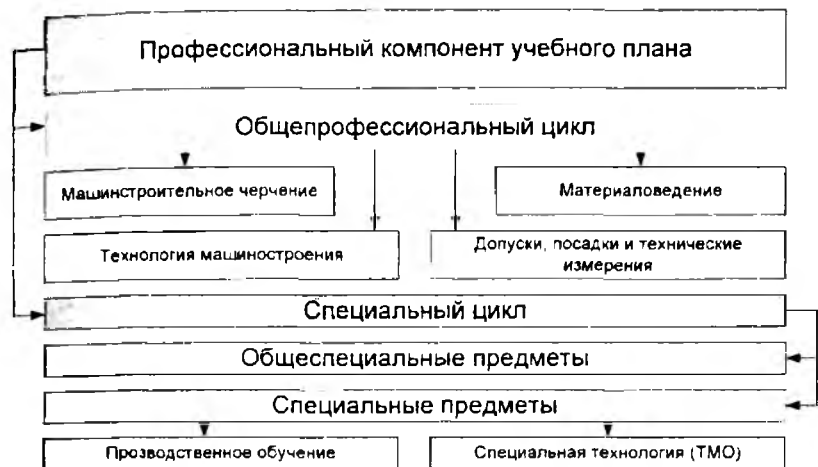 Профессиональный компонент учебного плана
Общепрофессиональный цикл
Машинстроительное черчение
Материаловедение
Технология машиностроения
Допуски, посадки и технические
измерения
Специальный цикл
Общеспециальные предметы
Специальные предметы
Прозводственное обучение
Специальная технология (ТМО)